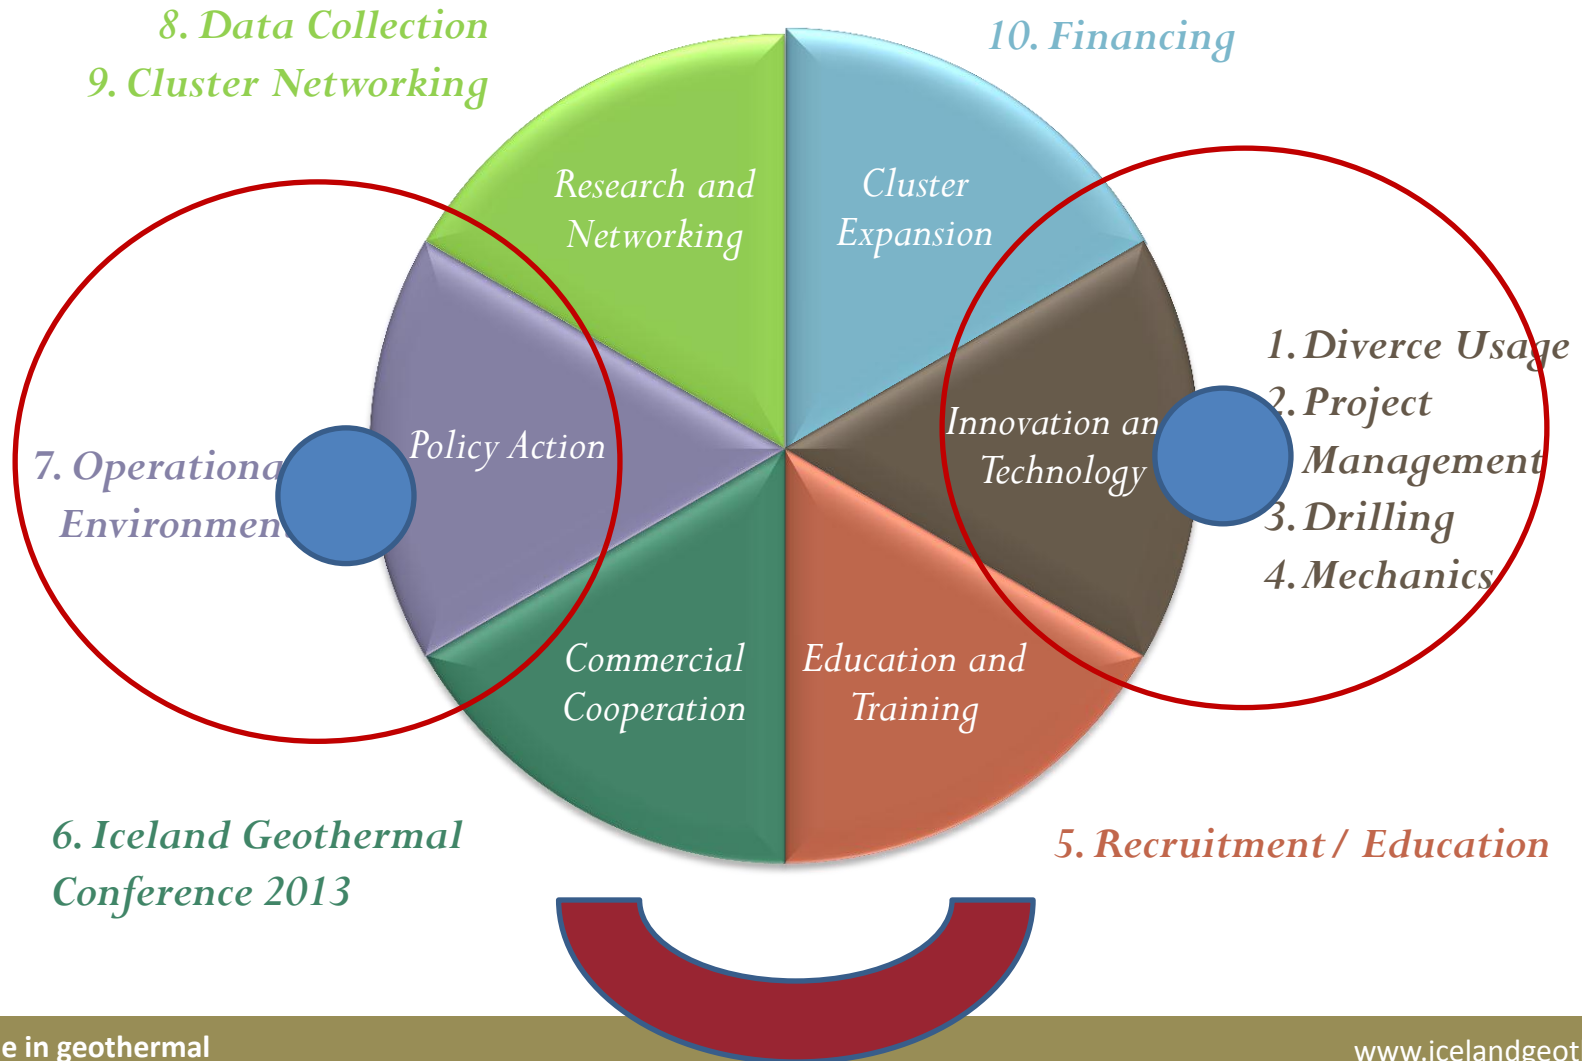 8. Data Collection
9. Cluster Networking
10. Financing
Research and
Networking
Cluster
Expansion
1. Diverce Usage
2. Project
Management
3. Drilling
4. Mechanics
Innovation an
Technology
Policy Action
7. Operationa
Environmen
Commercial
Cooperation
Education and
Training
6. Iceland Geothermal
Conference 2013
5. Recruitment / Education
e in geothermal
www.icelandgeot